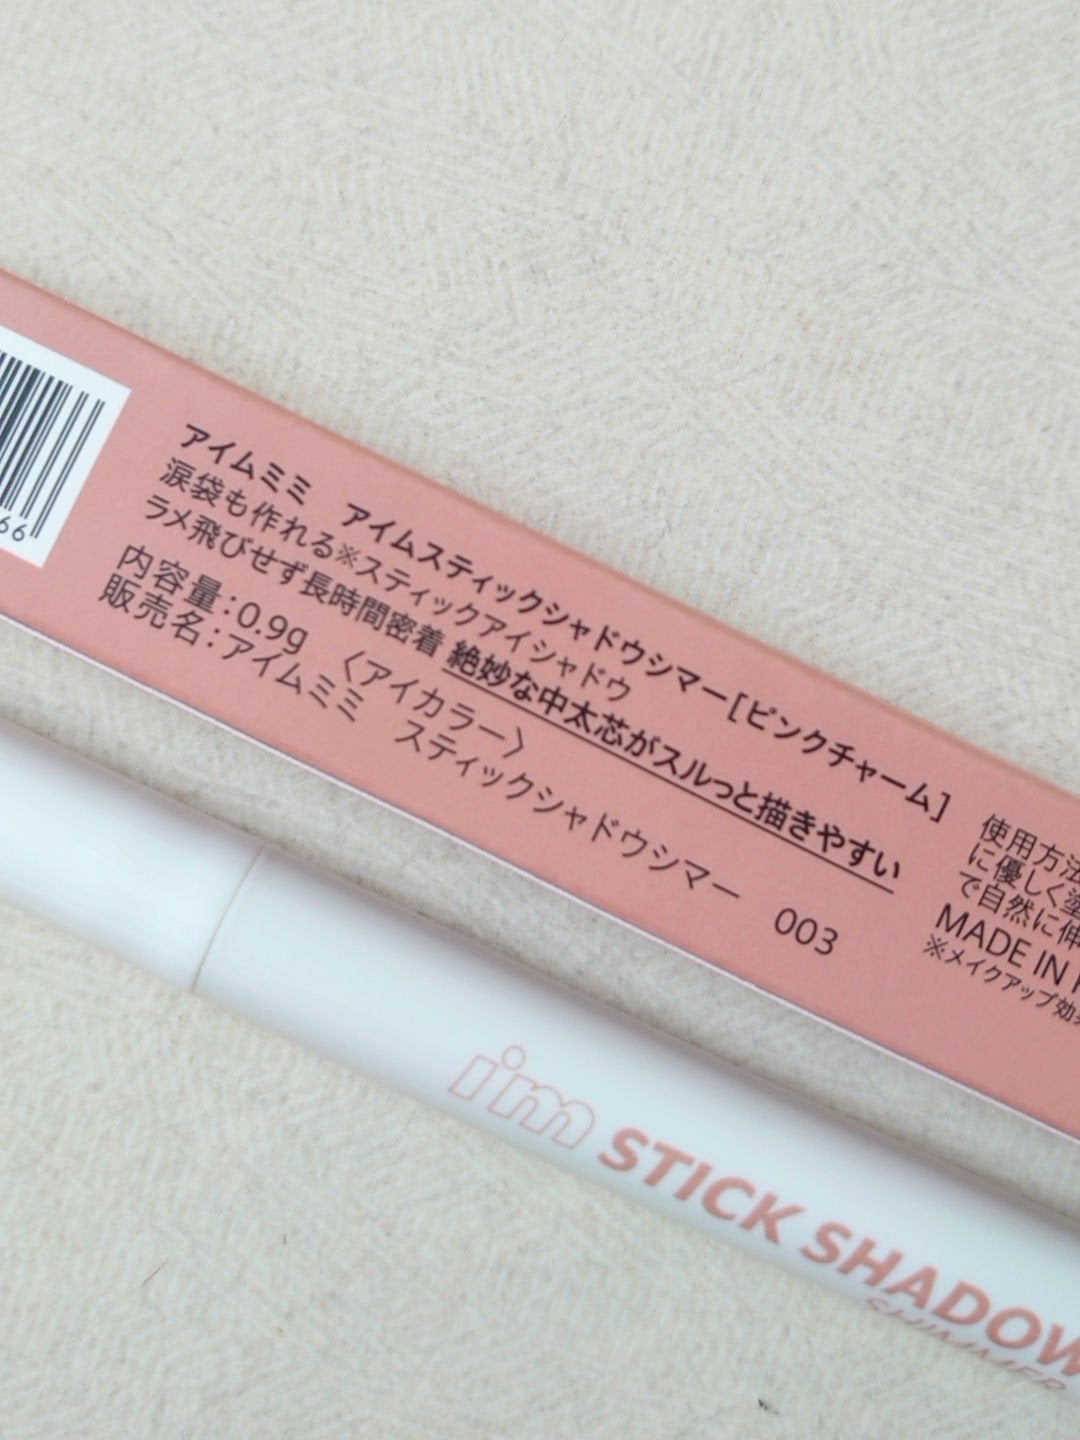 66
アイムミミ　アイムスティックシャドウシマー[ピンクチャーム]
涙袋も作れる※スティックアイシャドウ
ラメ飛びせず長時間密着 絶妙な中太芯がスルっと描きやすい
内容量：0.9g　〈アイカラー〉
販売名：アイムミミ　スティックシャドウシマー　003
使用方法
に優しく塗
で自然に伸
MADE IN
※メイクアップ効果
i'm STICK SHADOW
SHIMMER